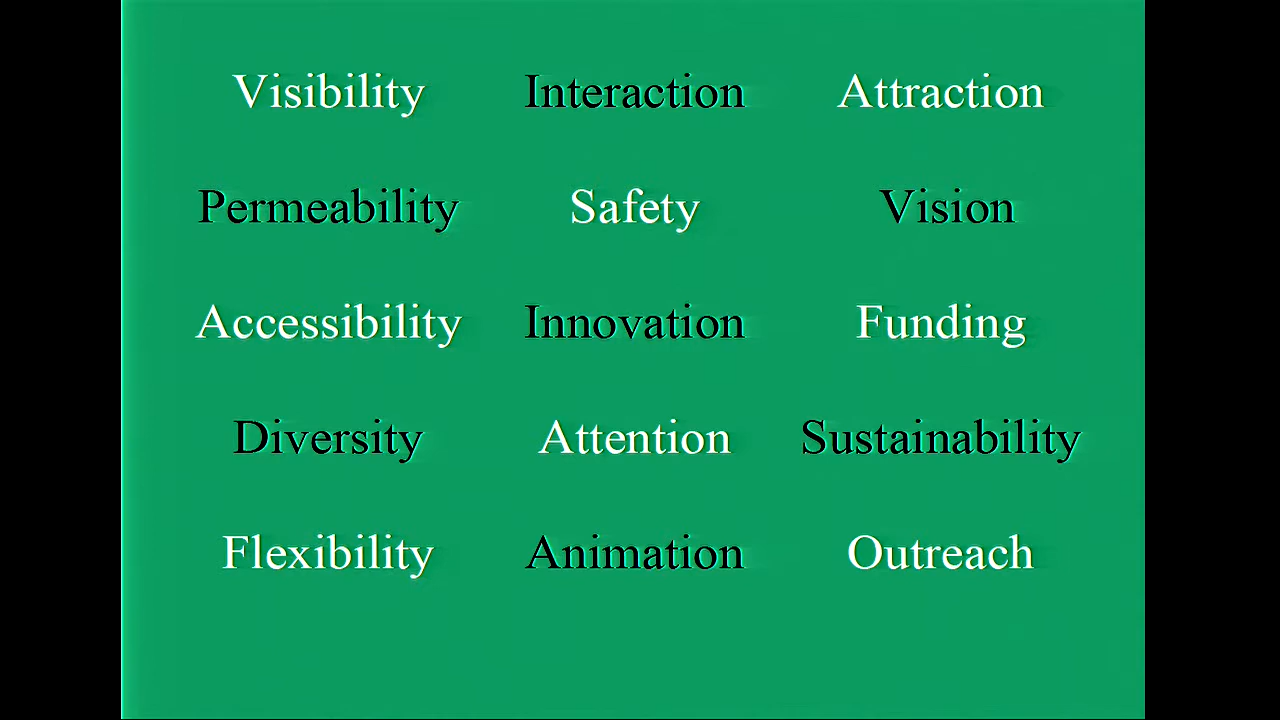 Visibility Interaction Attraction
Permeability Safety Vision
Accessibility Innovation Funding
Diversity Attention Sustainability
Flexibility Animation Outreach